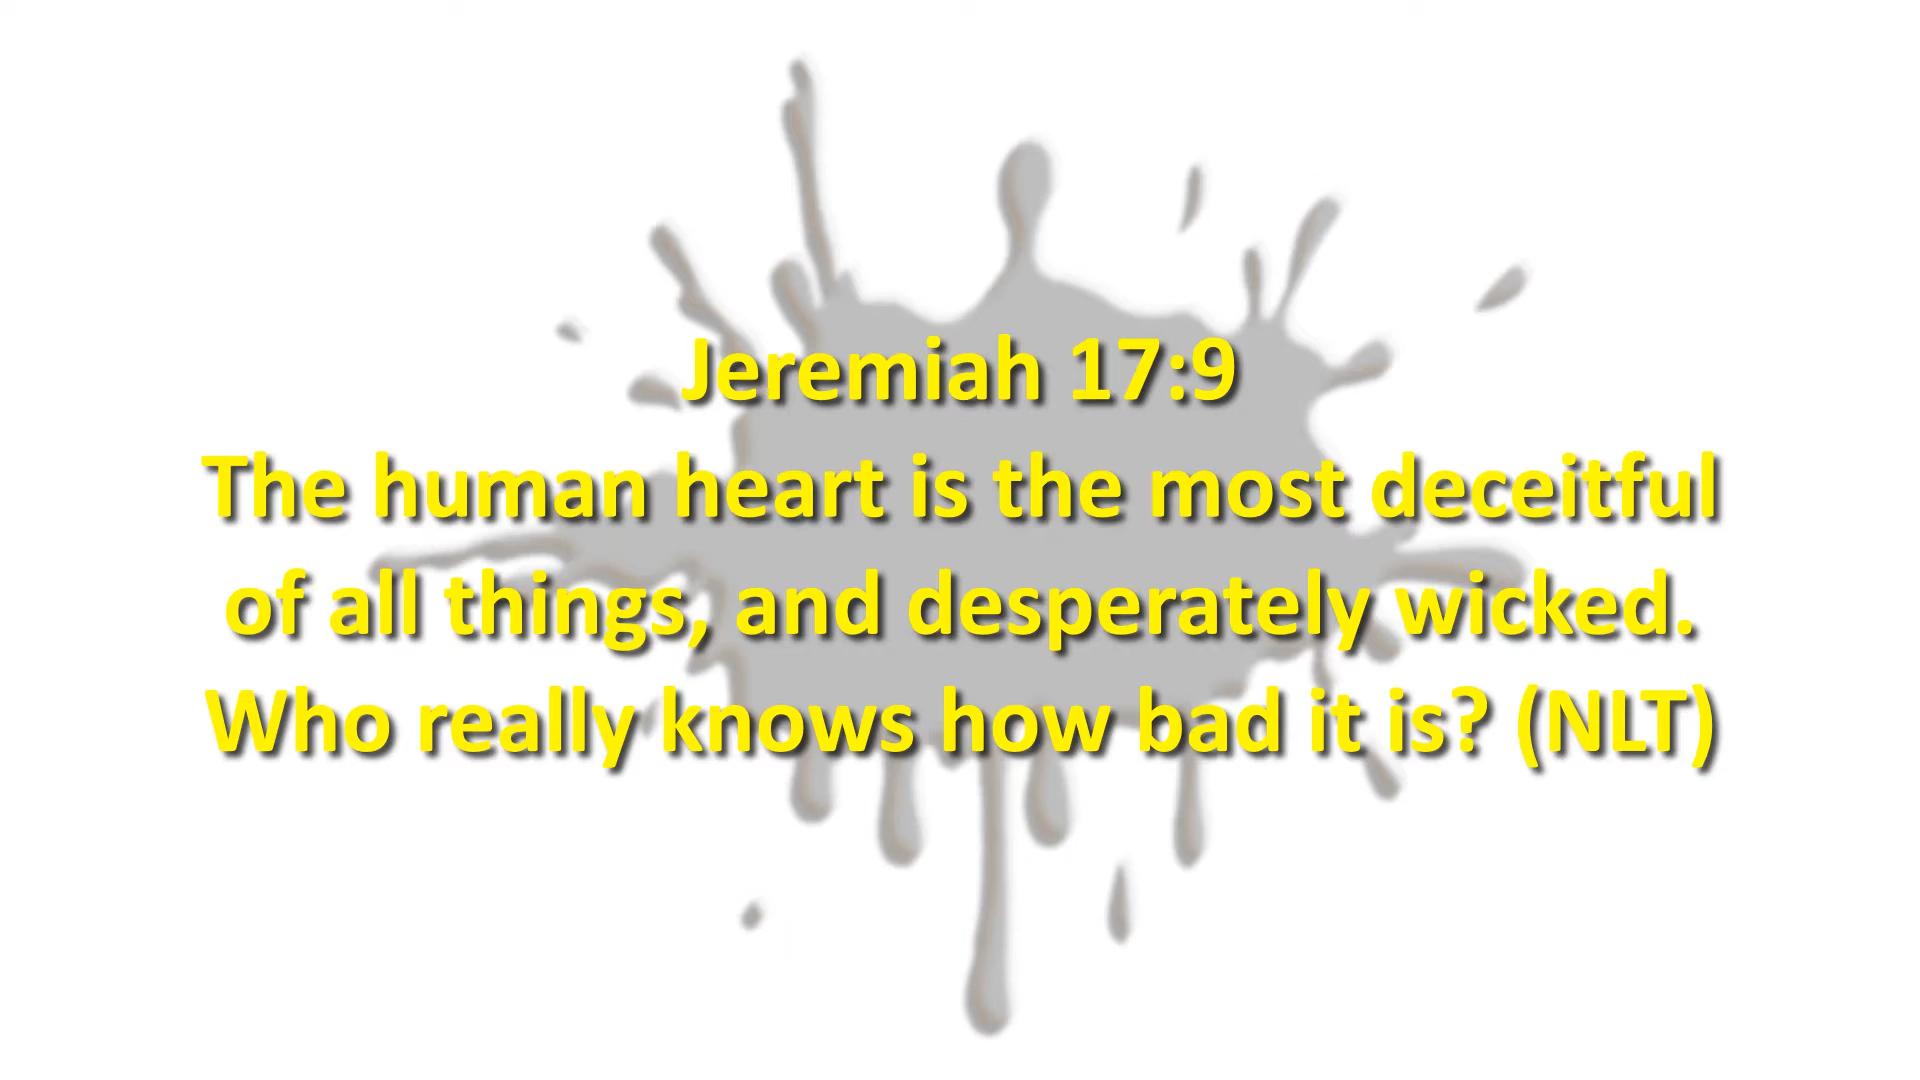 Jeremiah 17:9
The human heart is the most deceitful
of all things, and desperately wicked.
Who really knows how bad it is? (NLT)